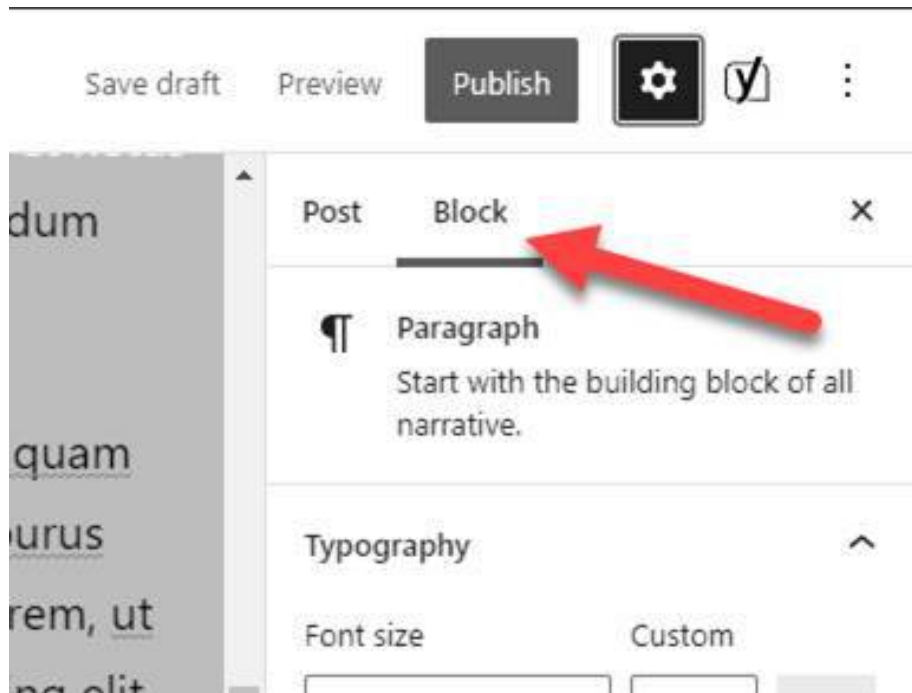 Save draft Preview Publish
dum
Post Block
Paragraph
Start with the building block of all
narrative.
quam
urus
Typography
rem, ut
Font size Custom